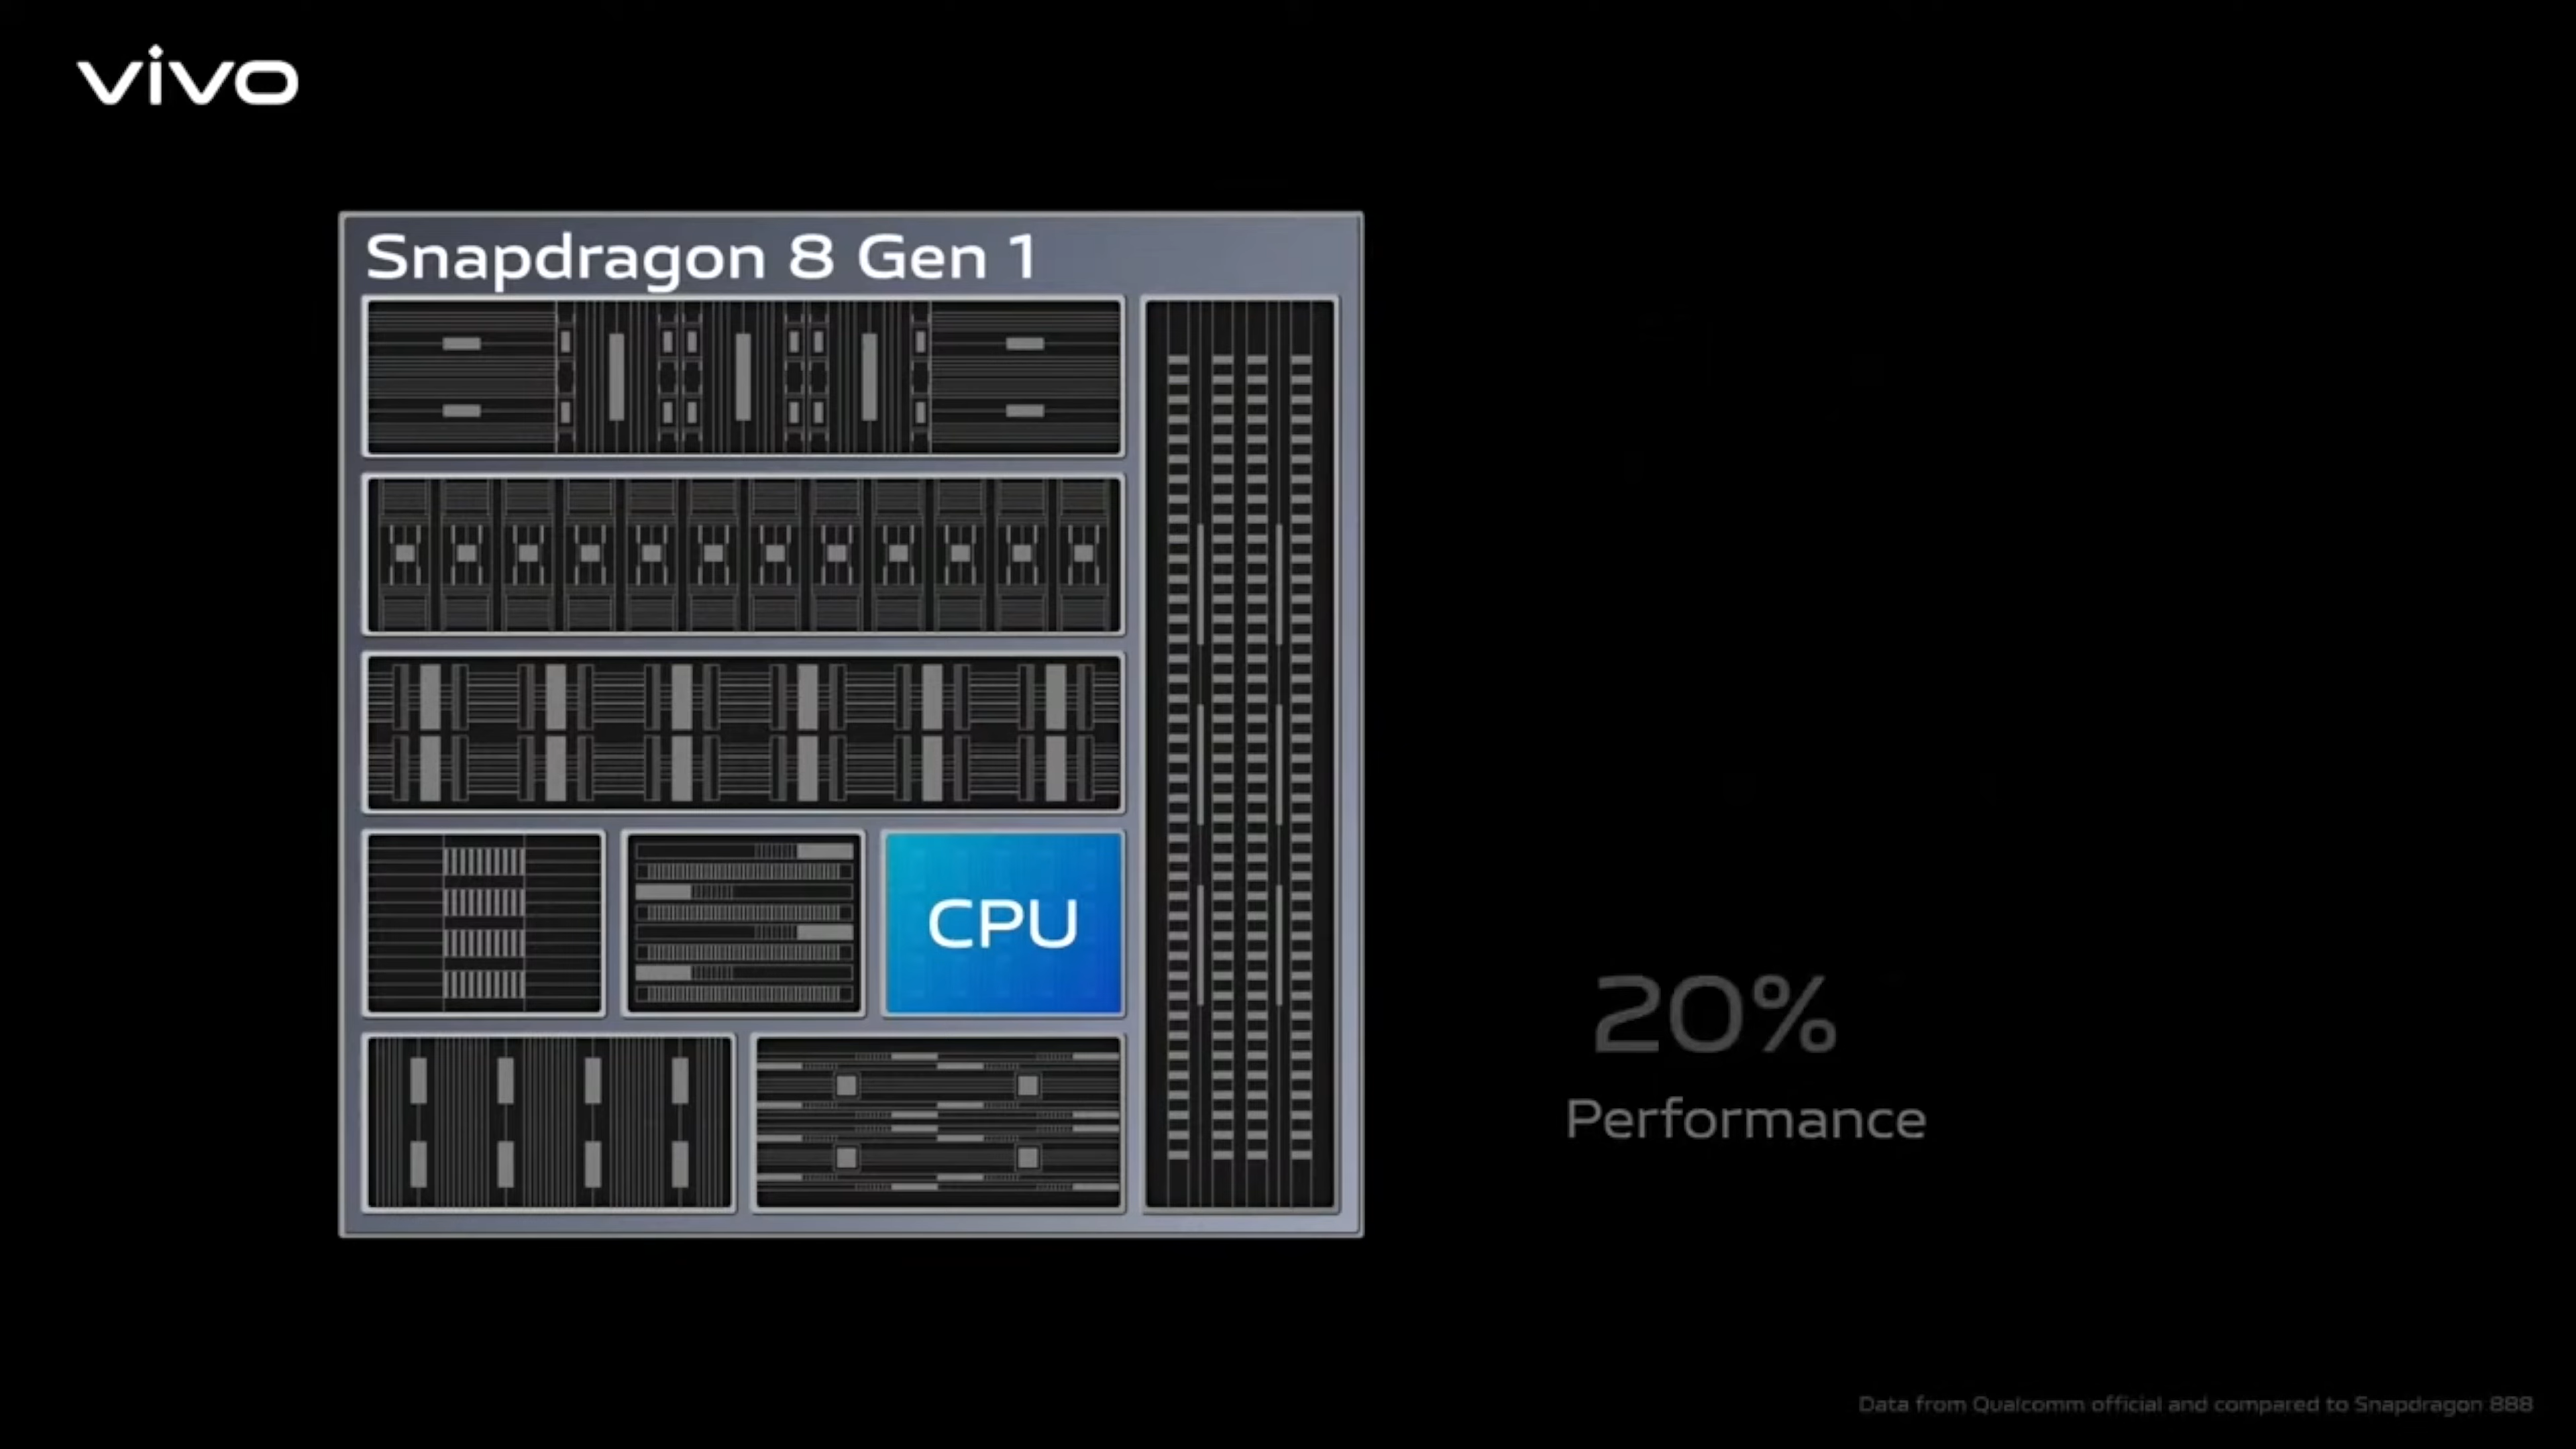 vivo
Snapdragon 8 Gen 1
CPU
20%
Performance
Data from Qualcomm official and compared to Snapdragon 888